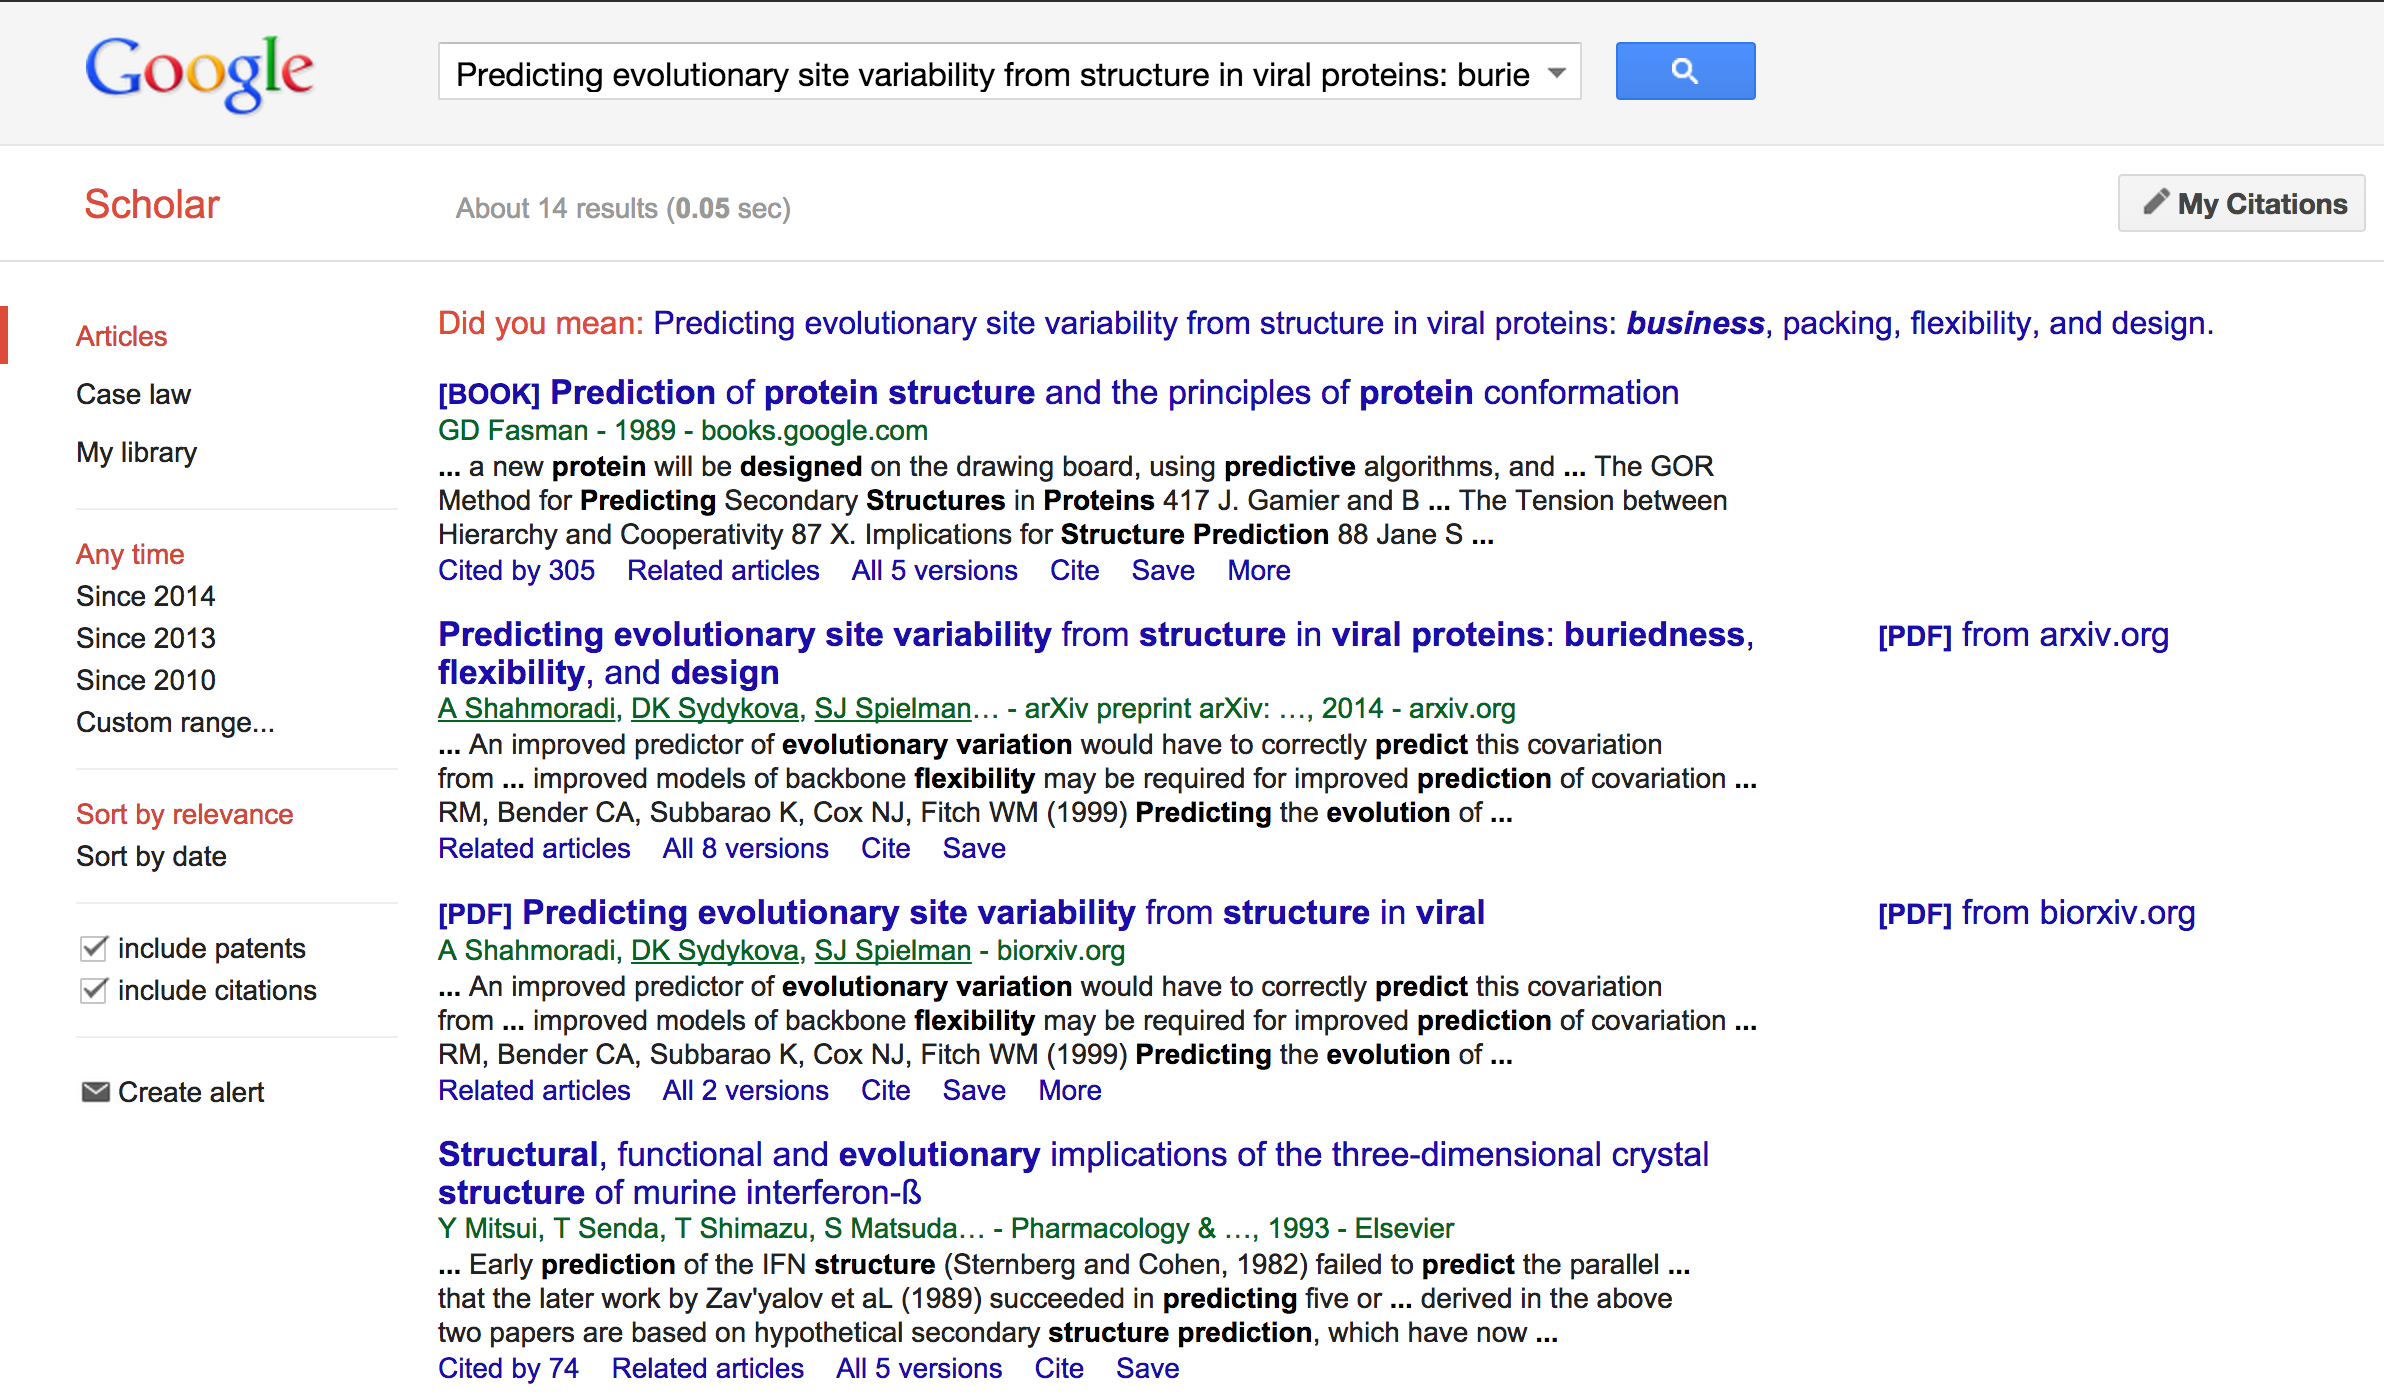 Google
Predicting evolutionary site variability from structure in viral proteins: burie
Scholar
About 14 results (0.05 sec)
My Citations
Articles
Case law
My library
Any time
Since 2014
Since 2013
Since 2010
Custom range...
Sort by relevance
Sort by date
include patents
include citations
Create alert
Did you mean: Predicting evolutionary site variability from structure in viral proteins: business, packing, flexibility, and design.
[BOOK] Prediction of protein structure and the principles of protein conformation
GD Fasman - 1989 - books.google.com
... a new protein will be designed on the drawing board, using predictive algorithms, and ... The GOR
Method for Predicting Secondary Structures in Proteins 417 J. Gamier and B ... The Tension between
Hierarchy and Cooperativity 87 X. Implications for Structure Prediction 88 Jane S ...
Cited by 305 Related articles All 5 versions Cite Save More
Predicting evolutionary site variability from structure in viral proteins: buriedness,
flexibility, and design
[PDF] from arxiv.org
A Shahmoradi, DK Sydykova, SJ Spielman… - arXiv preprint arXiv: …, 2014 - arxiv.org
... An improved predictor of evolutionary variation would have to correctly predict this covariation
from ... improved models of backbone flexibility may be required for improved prediction of covariation ...
RM, Bender CA, Subbarao K, Cox NJ, Fitch WM (1999) Predicting the evolution of ...
Related articles All 8 versions Cite Save
[PDF] Predicting evolutionary site variability from structure in viral
[PDF] from biorxiv.org
A Shahmoradi, DK Sydykova, SJ Spielman - biorxiv.org
... An improved predictor of evolutionary variation would have to correctly predict this covariation
from ... improved models of backbone flexibility may be required for improved prediction of covariation ...
RM, Bender CA, Subbarao K, Cox NJ, Fitch WM (1999) Predicting the evolution of ...
Related articles All 2 versions Cite Save More
Structural, functional and evolutionary implications of the three-dimensional crystal
structure of murine interferon-ß
Y Mitsui, T Senda, T Shimazu, S Matsuda… - Pharmacology & …, 1993 - Elsevier
... Early prediction of the IFN structure (Sternberg and Cohen, 1982) failed to predict the parallel ...
that the later work by Zav'yalov et aL (1989) succeeded in predicting five or ... derived in the above
two papers are based on hypothetical secondary structure prediction, which have now ...
Cited by 74 Related articles All 5 versions Cite Save